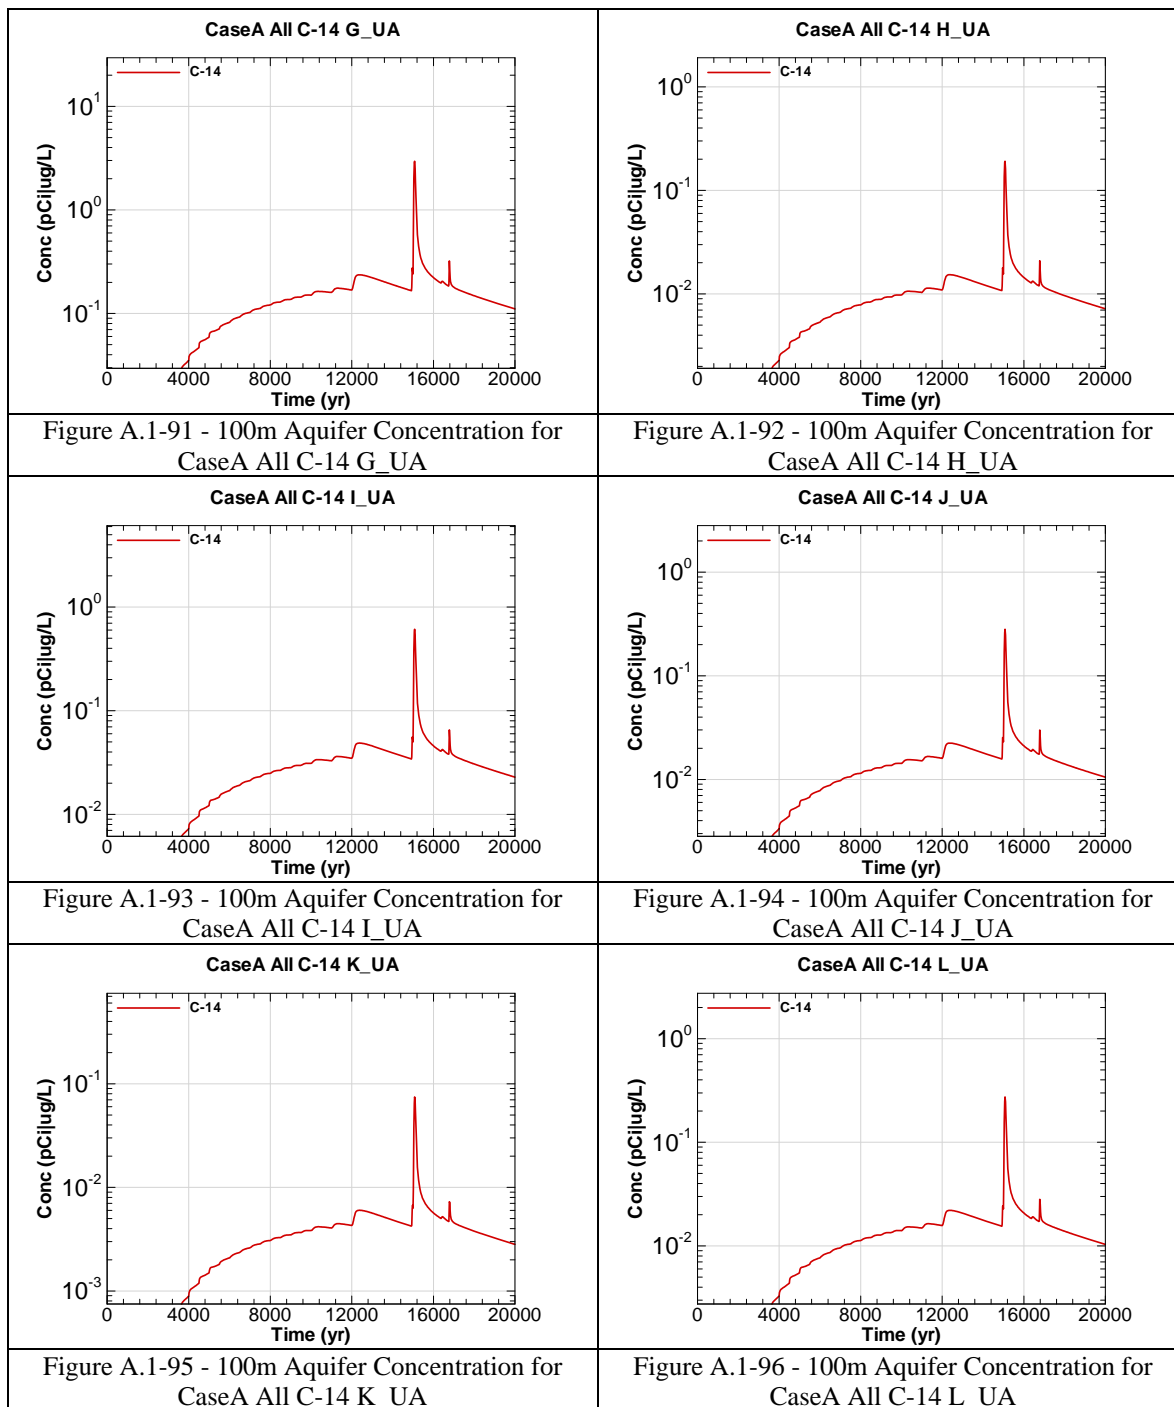 CaseA All C-14 G_UA
C-14
10^1
10^0
10^-1
Conc (pCi|ug/L)
0 4000 8000 12000 16000 20000
Time (yr)
Figure A.1-91 - 100m Aquifer Concentration for
CaseA All C-14 G_UA
CaseA All C-14 H_UA
C-14
10^0
10^-1
10^-2
Conc (pCi|ug/L)
0 4000 8000 12000 16000 20000
Time (yr)
Figure A.1-92 - 100m Aquifer Concentration for
CaseA All C-14 H_UA
CaseA All C-14 I_UA
C-14
10^0
10^-1
10^-2
Conc (pCi|ug/L)
0 4000 8000 12000 16000 20000
Time (yr)
Figure A.1-93 - 100m Aquifer Concentration for
CaseA All C-14 I_UA
CaseA All C-14 J_UA
C-14
10^0
10^-1
10^-2
Conc (pCi|ug/L)
0 4000 8000 12000 16000 20000
Time (yr)
Figure A.1-94 - 100m Aquifer Concentration for
CaseA All C-14 J_UA
CaseA All C-14 K_UA
C-14
10^-1
10^-2
10^-3
Conc (pCi|ug/L)
0 4000 8000 12000 16000 20000
Time (yr)
Figure A.1-95 - 100m Aquifer Concentration for
CaseA All C-14 K_UA
CaseA All C-14 L_UA
C-14
10^0
10^-1
10^-2
Conc (pCi|ug/L)
0 4000 8000 12000 16000 20000
Time (yr)
Figure A.1-96 - 100m Aquifer Concentration for
CaseA All C-14 L_UA